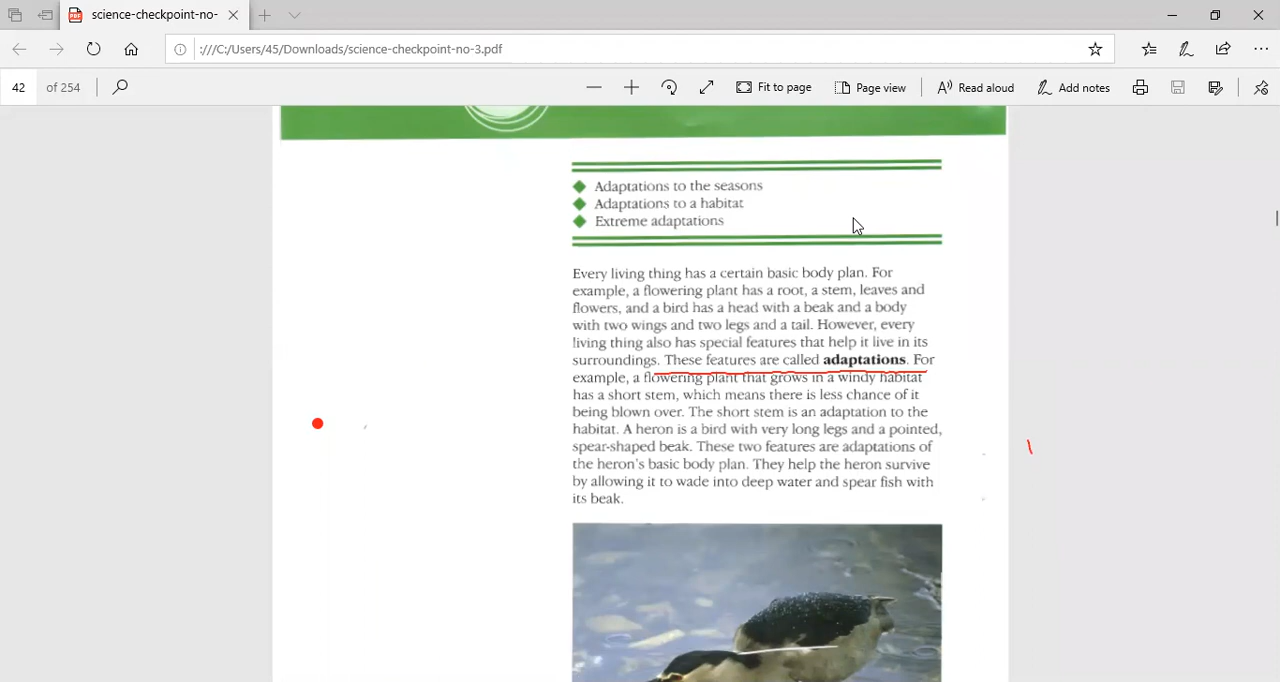 science-checkpoint-no-
:///C:/Users/45/Downloads/science-checkpoint-no-3.pdf
42 of 254 Fit to page Page view Read aloud Add notes
Adaptations to the seasons
Adaptations to a habitat
Extreme adaptations
Every living thing has a certain basic body plan. For
example, a flowering plant has a root, a stem, leaves and
flowers, and a bird has a head with a beak and a body
with two wings and two legs and a tail. However, every
living thing also has special features that help it live in its
surroundings. These features are called adaptations. For
example, a flowering plant that grows in a windy habitat
has a short stem, which means there is less chance of it
being blown over. The short stem is an adaptation to the
habitat. A heron is a bird with very long legs and a pointed,
spear-shaped beak. These two features are adaptations of
the heron's basic body plan. They help the heron survive
by allowing it to wade into deep water and spear fish with
its beak.